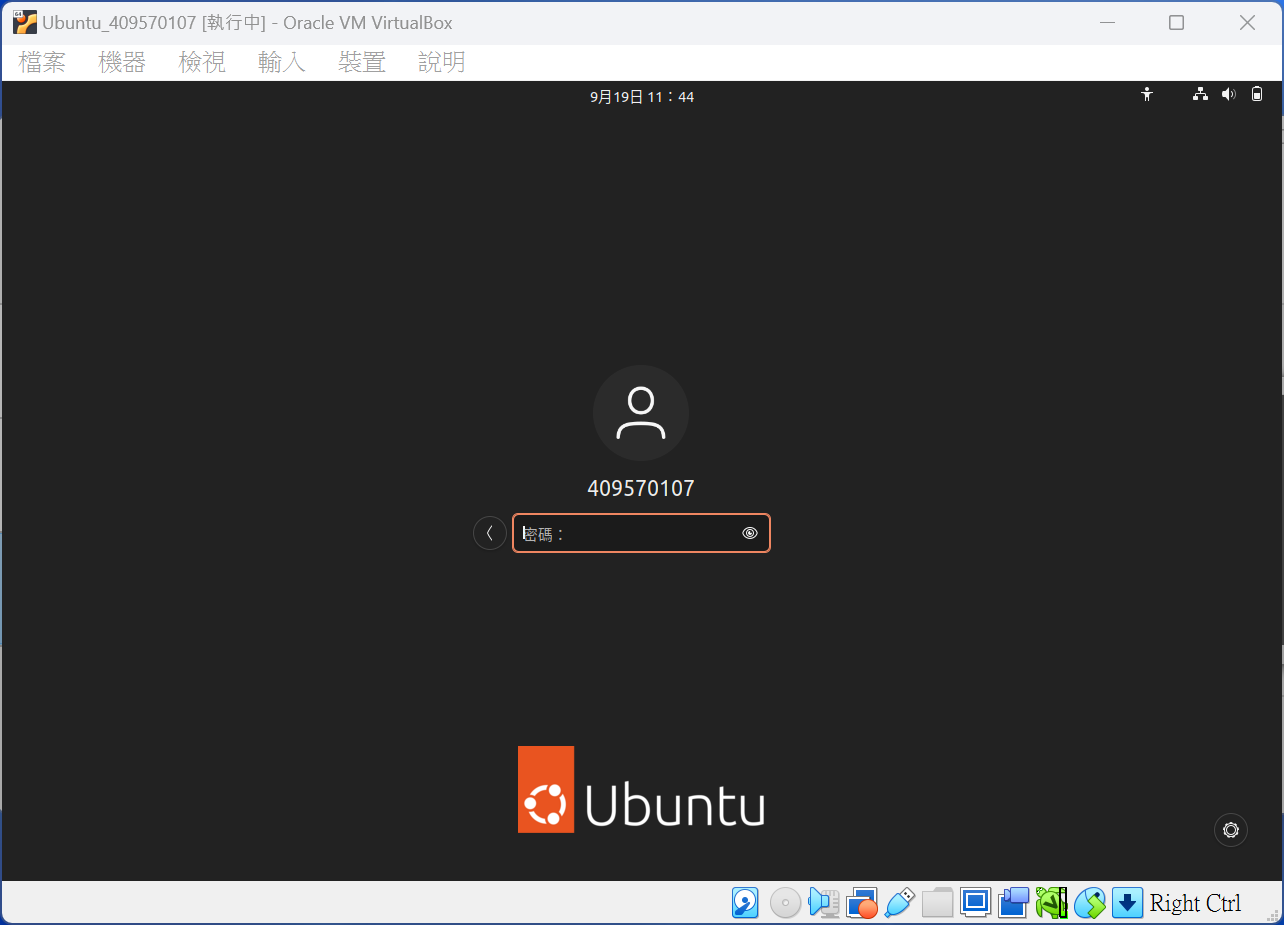 Ubuntu_409570107 [執行中] - Oracle VM VirtualBox
檔案 機器 檢視 輸入 裝置 說明
9月19日 11：44
409570107
密碼：
Ubuntu
Right Ctrl